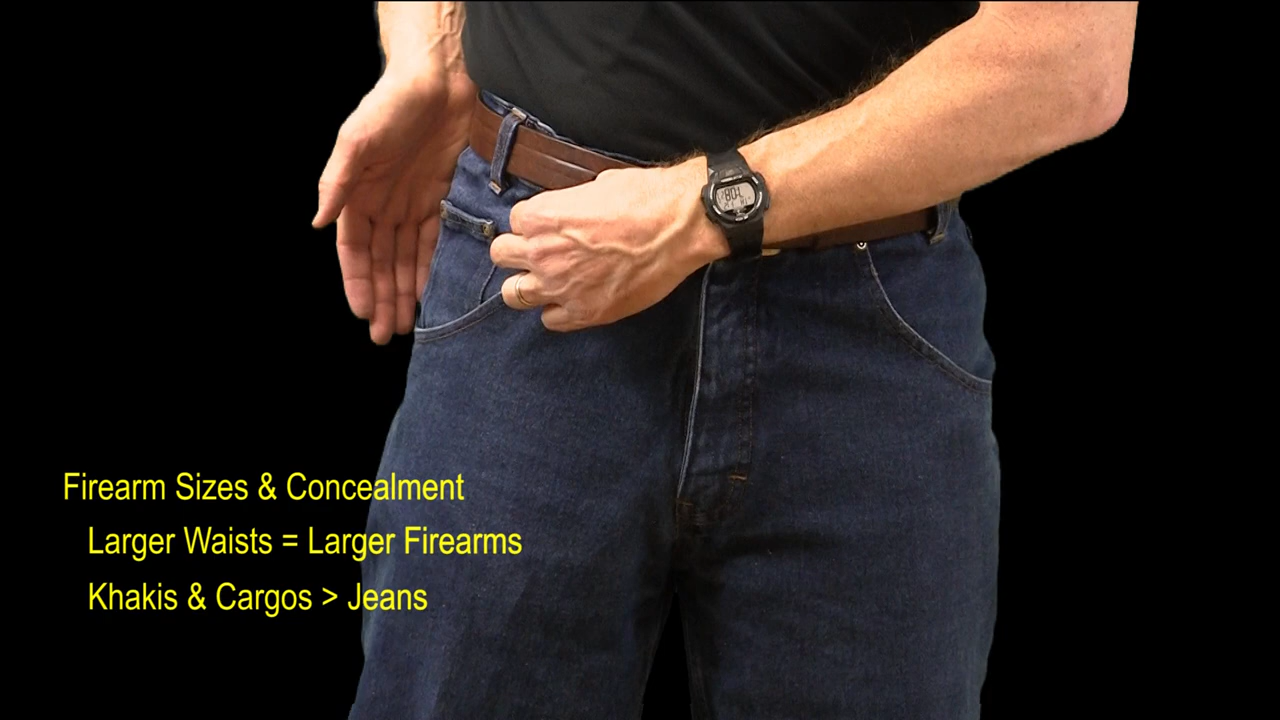 Firearm Sizes & Concealment
Larger Waists = Larger Firearms
Khakis & Cargos > Jeans